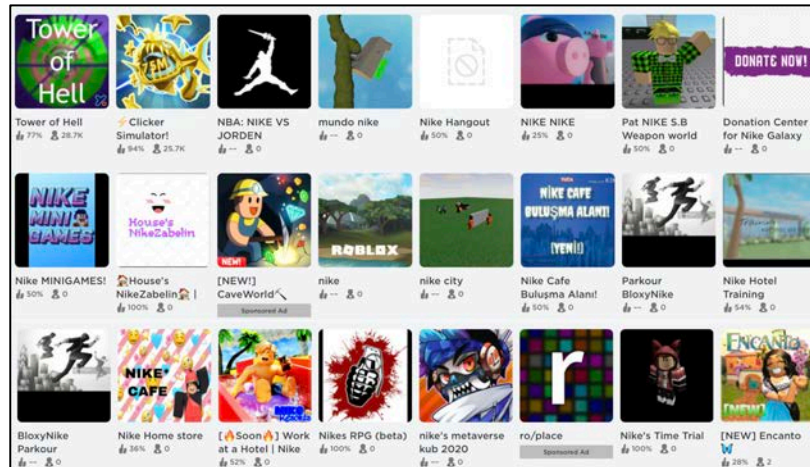 Tower
of
Hell
$M
DONATE NOW!
Tower of Hell
77% 28.7K
⚡Clicker
Simulator!
94% 25.7K
NBA: NIKE VS
JORDEN
-- 0
mundo nike
-- 0
Nike Hangout
50% 0
NIKE NIKE
25% 0
Pat NIKE S.B
Weapon world
50% 0
Donation Center
for Nike Galaxy
-- 0
NIKE
MINI
GAMES
House's
NikeZabelin
NEW!
ROBLOX
NİKE CAFE
BULUŞMA ALANI!
(YENİ!)
Nike MINIGAMES!
50% 0
🏠House's
NikeZabelin🏠 |
100% 0
[NEW!]
CaveWorld⛏
Sponsored Ad
nike
-- 0
nike city
-- 0
Nike Cafe
Buluşma Alanı!
50% 0
Parkour
BloxyNike
-- 0
Nike Hotel
Training
54% 0
NIKE*
CAFE
r
ENCANTO
[NEW]
BloxyNike
Parkour
-- 0
Nike Home store
36% 0
[🔥Soon🔥] Work
at a Hotel | Nike
52% 0
Nikes RPG (beta)
100% 0
nike's metaverse
kub 2020
-- 0
ro/place
Sponsored Ad
Nike's Time Trial
100% 0
[NEW] Encanto
🦋
28% 2